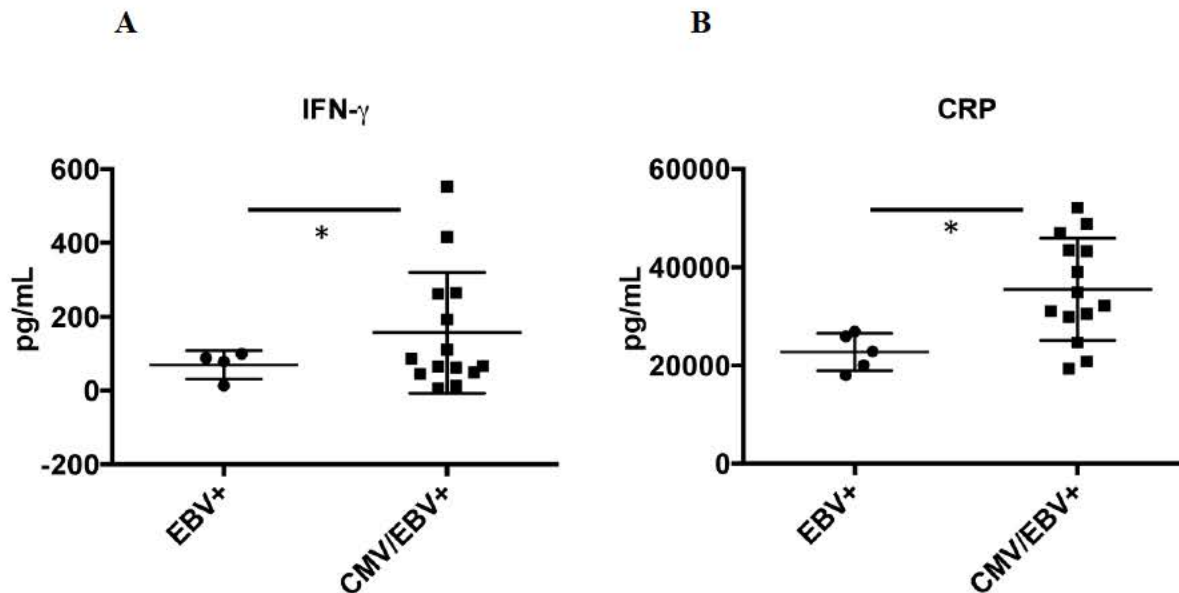 A
B
IFN-γ
CRP
600
400
200
0
-200
pg/mL
*
EBV+
CMV/EBV+
60000
40000
20000
0
pg/mL
*
EBV+
CMV/EBV+